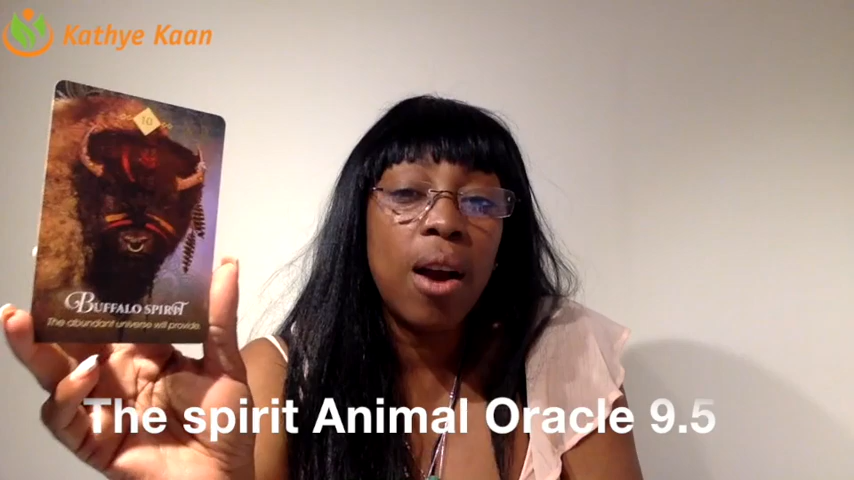 Kathye Kaan
10
BUFFALO SPIRIT
The abundant universe will provide.
The spirit Animal Oracle 9.5